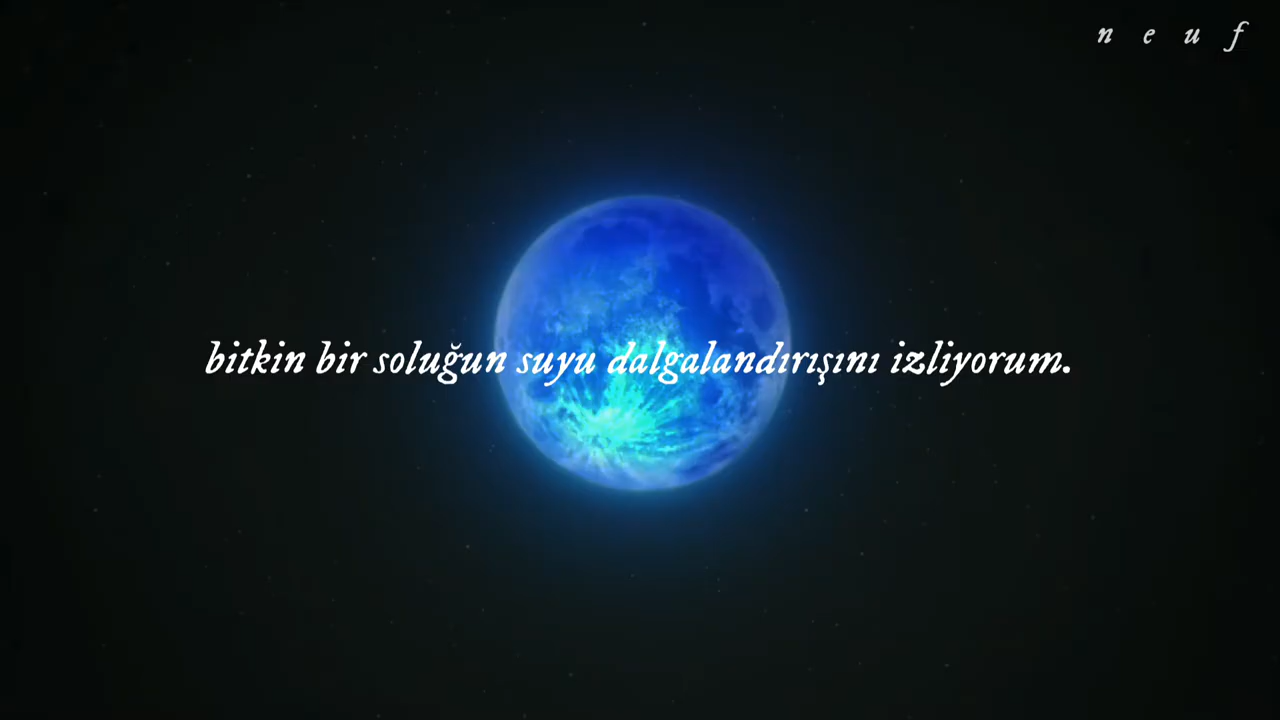 n e u f
bitkin bir soluğun suyu dalgalandırışını izliyorum.